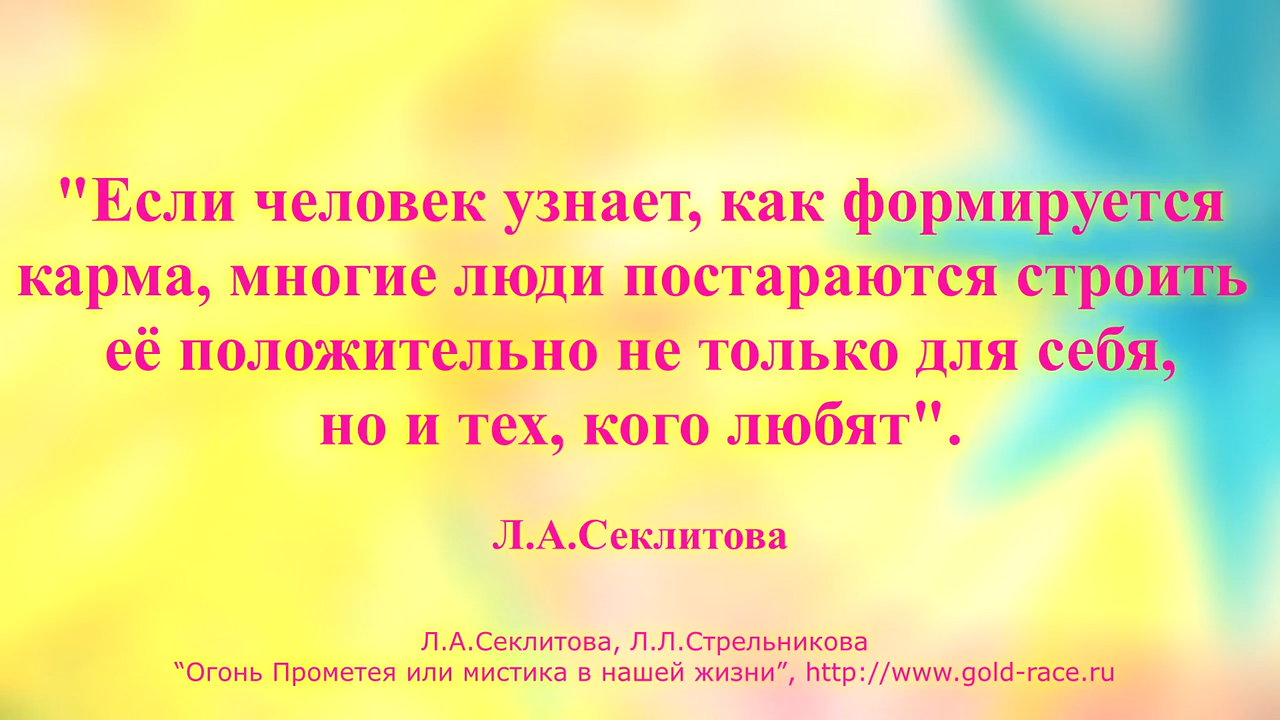 "Если человек узнает, как формируется
карма, многие люди постараются строить
её положительно не только для себя,
но и тех, кого любят".
Л.А.Секлитова
Л.А.Секлитова, Л.Л.Стрельникова
“Огонь Прометея или мистика в нашей жизни”, http://www.gold-race.ru